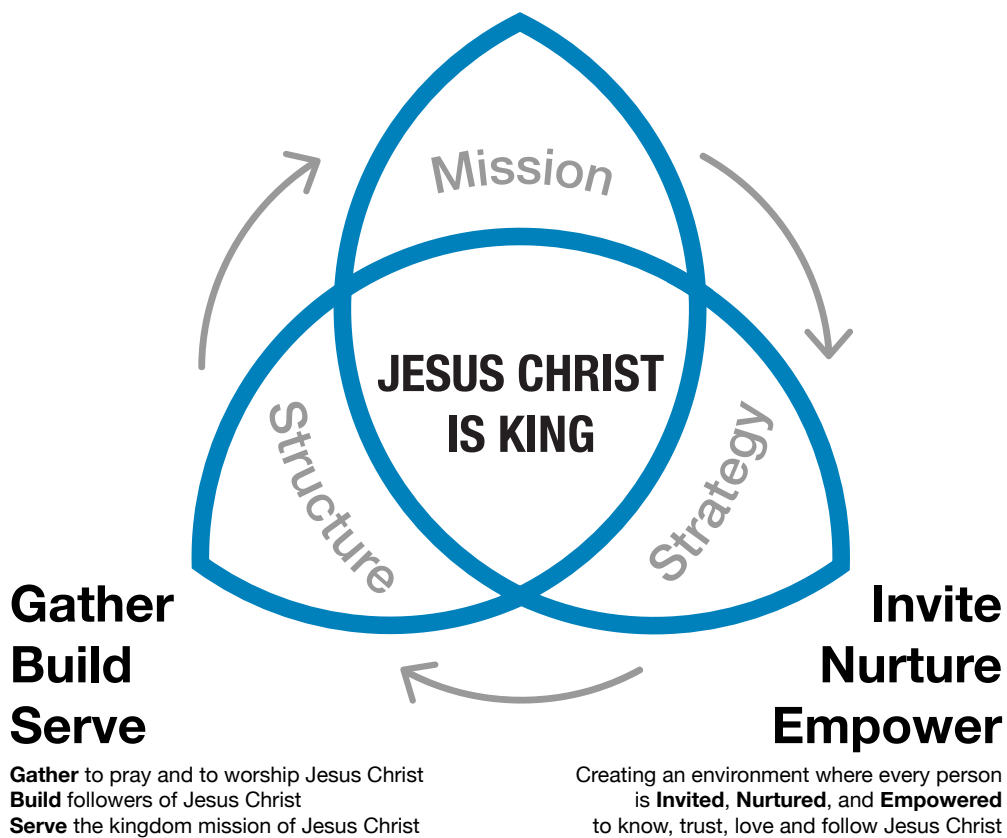 Mission
JESUS CHRIST
IS KING
Structure
Strategy
Gather
Build
Serve
Gather to pray and to worship Jesus Christ
Build followers of Jesus Christ
Serve the kingdom mission of Jesus Christ
Invite
Nurture
Empower
Creating an environment where every person
is Invited, Nurtured, and Empowered
to know, trust, love and follow Jesus Christ